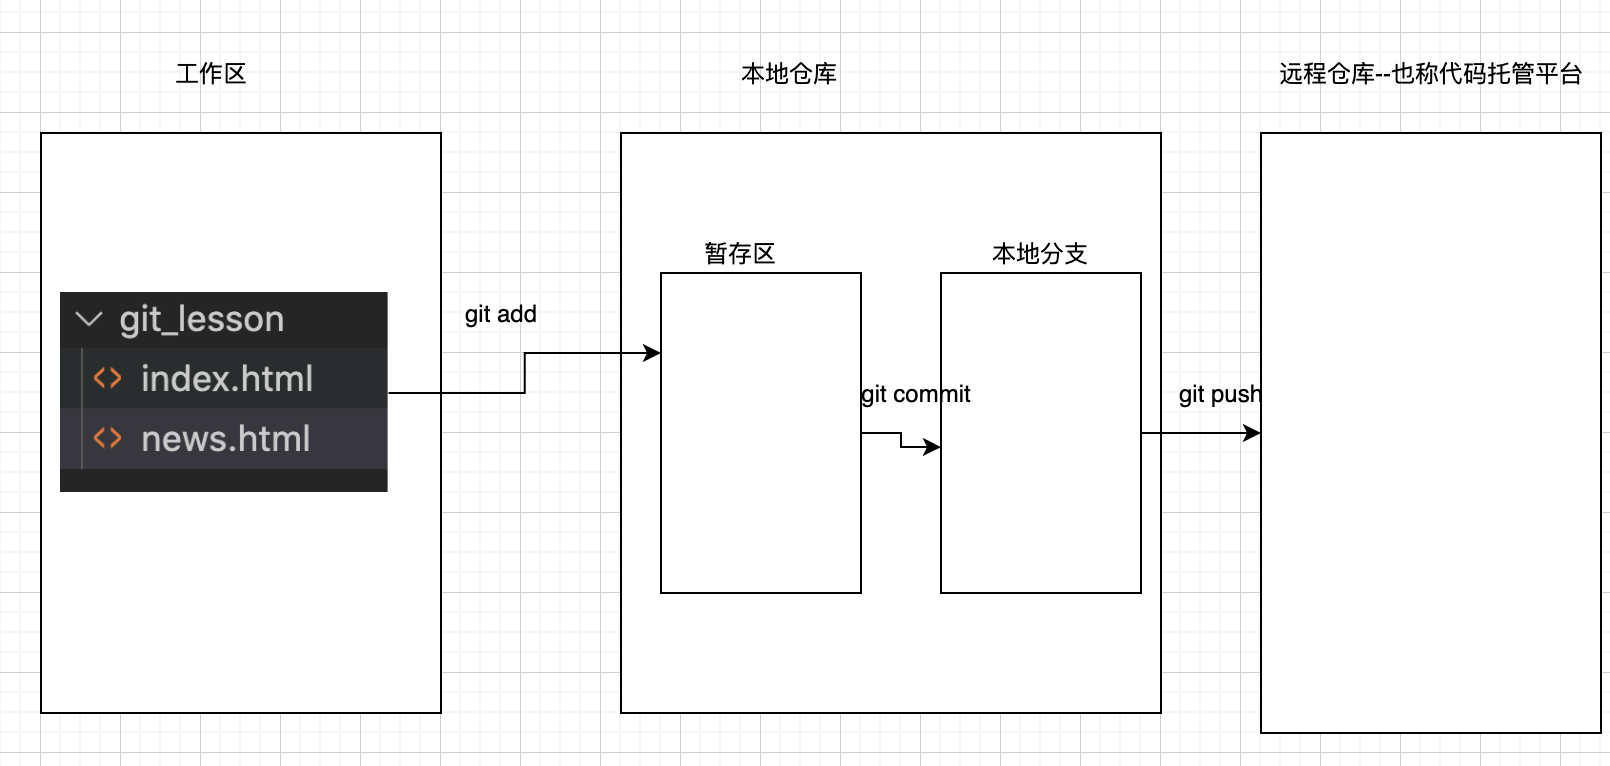 工作区
本地仓库
远程仓库--也称代码托管平台
暂存区
本地分支
git_lesson
index.html
news.html
git add
git commit
git push